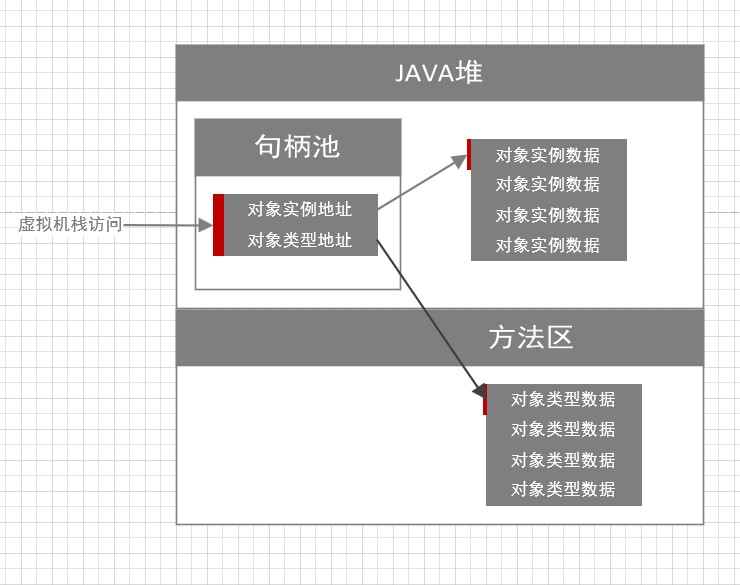 JAVA堆
句柄池
虚拟机栈访问
对象实例地址
对象类型地址
对象实例数据
对象实例数据
对象实例数据
对象实例数据
方法区
对象类型数据
对象类型数据
对象类型数据
对象类型数据